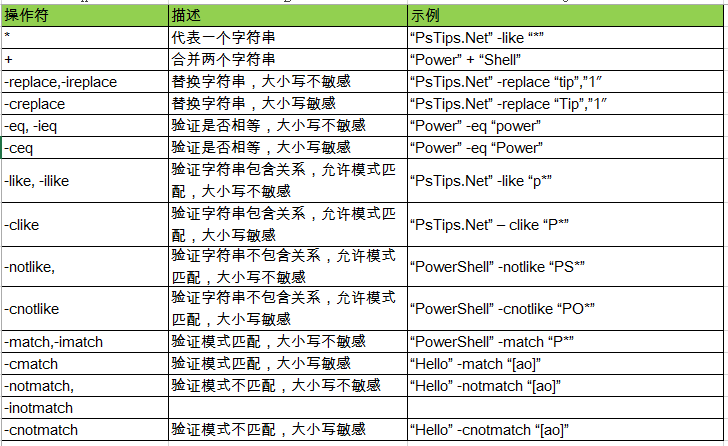 操作符 描述 示例
* 代表一个字符串 “PsTips.Net” -like “*”
+ 合并两个字符串 “Power” + “Shell”
-replace,-ireplace 替换字符串，大小写不敏感 “PsTips.Net” -replace “tip”,”1″
-creplace 替换字符串，大小写敏感 “PsTips.Net” -replace “Tip”,”1″
-eq, -ieq 验证是否相等，大小写不敏感 “Power” -eq “power”
-ceq 验证是否相等，大小写敏感 “Power” -eq “Power”
-like, -ilike 验证字符串包含关系，允许模式匹
配，大小写不敏感 “PsTips.Net” -like “p*”
-clike 验证字符串包含关系，允许模式匹
配，大小写敏感 “PsTips.Net” – clike “P*”
-notlike, 验证字符串不包含关系，允许模式
匹配，大小写不敏感 “PowerShell” -notlike “PS*”
-cnotlike 验证字符串不包含关系，允许模式
匹配，大小写敏感 “PowerShell” -cnotlike “PO*”
-match,-imatch 验证模式匹配，大小写不敏感 “PowerShell” -match “P*”
-cmatch 验证模式匹配，大小写敏感 “Hello” -match “[ao]”
-notmatch, 验证模式不匹配，大小写不敏感 “Hello” -notmatch “[ao]”
-inotmatch
-cnotmatch 验证模式不匹配，大小写敏感 “Hello” -cnotmatch “[ao]”